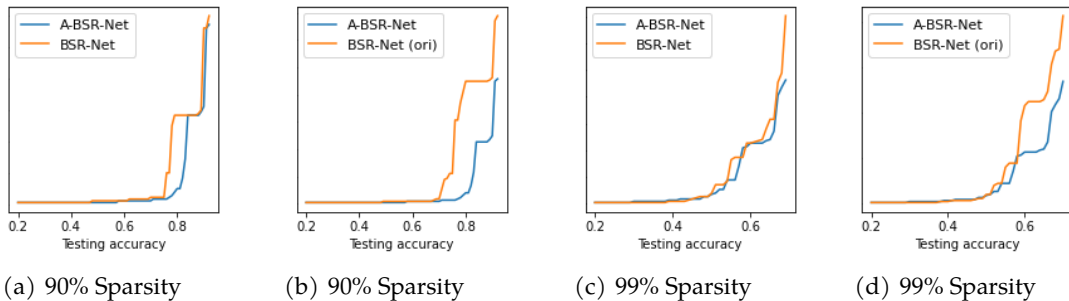 A-BSR-Net
BSR-Net
0.2 0.4 0.6 0.8
Testing accuracy
(a) 90% Sparsity
A-BSR-Net
BSR-Net (ori)
0.2 0.4 0.6 0.8
Testing accuracy
(b) 90% Sparsity
A-BSR-Net
BSR-Net
0.2 0.4 0.6
Testing accuracy
(c) 99% Sparsity
A-BSR-Net
BSR-Net (ori)
0.2 0.4 0.6
Testing accuracy
(d) 99% Sparsity